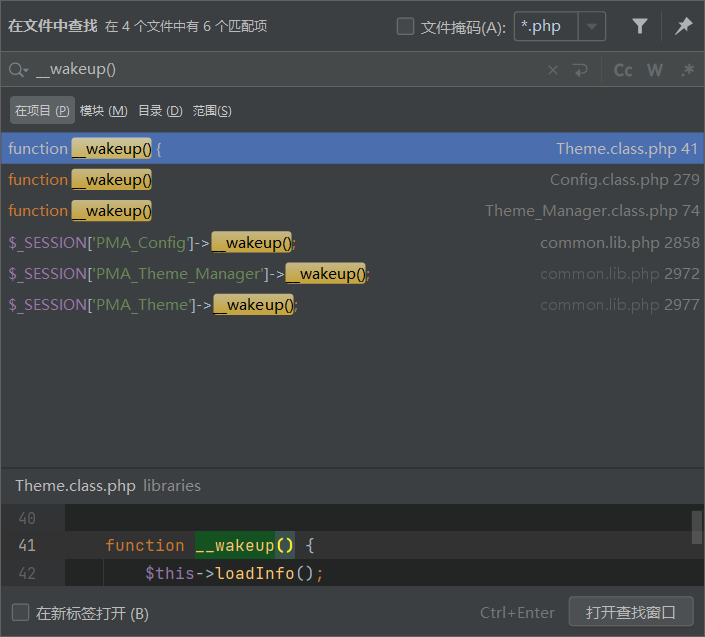 在文件中查找 在 4 个文件中有 6 个匹配项 文件掩码(A): *.php
__wakeup() Cc W .*
在项目 (P) 模块 (M) 目录 (D) 范围(S)
function __wakeup() { Theme.class.php 41
function __wakeup() Config.class.php 279
function __wakeup() Theme_Manager.class.php 74
$_SESSION['PMA_Config']->__wakeup(); common.lib.php 2858
$_SESSION['PMA_Theme_Manager']->__wakeup(); common.lib.php 2972
$_SESSION['PMA_Theme']->__wakeup(); common.lib.php 2977
Theme.class.php libraries
40
41 function __wakeup() {
42 $this->loadInfo();
在新标签打开 (B) Ctrl+Enter 打开查找窗口